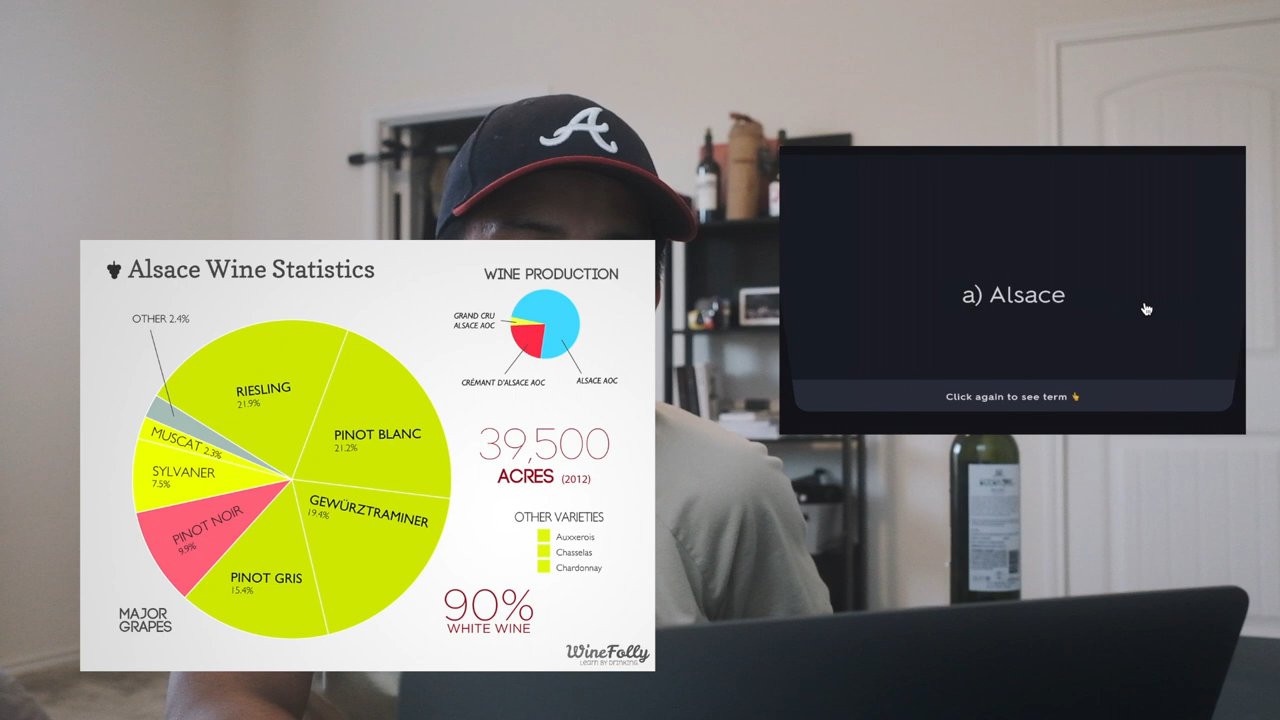 A
Alsace Wine Statistics
WINE PRODUCTION
GRAND CRU
ALSACE AOC
CRÉMANT D'ALSACE AOC
ALSACE AOC
OTHER 2.4%
RIESLING
21.9%
PINOT BLANC
21.2%
MUSCAT 2.3%
SYLVANER
7.5%
GEWÜRZTRAMINER
19.4%
PINOT NOIR
9.9%
PINOT GRIS
15.4%
MAJOR
GRAPES
39,500
ACRES (2012)
OTHER VARIETIES
Auxxerois
Chasselas
Chardonnay
90%
WHITE WINE
WineFolly
LEARN BY DRINKING
a) Alsace
Click again to see term 👆